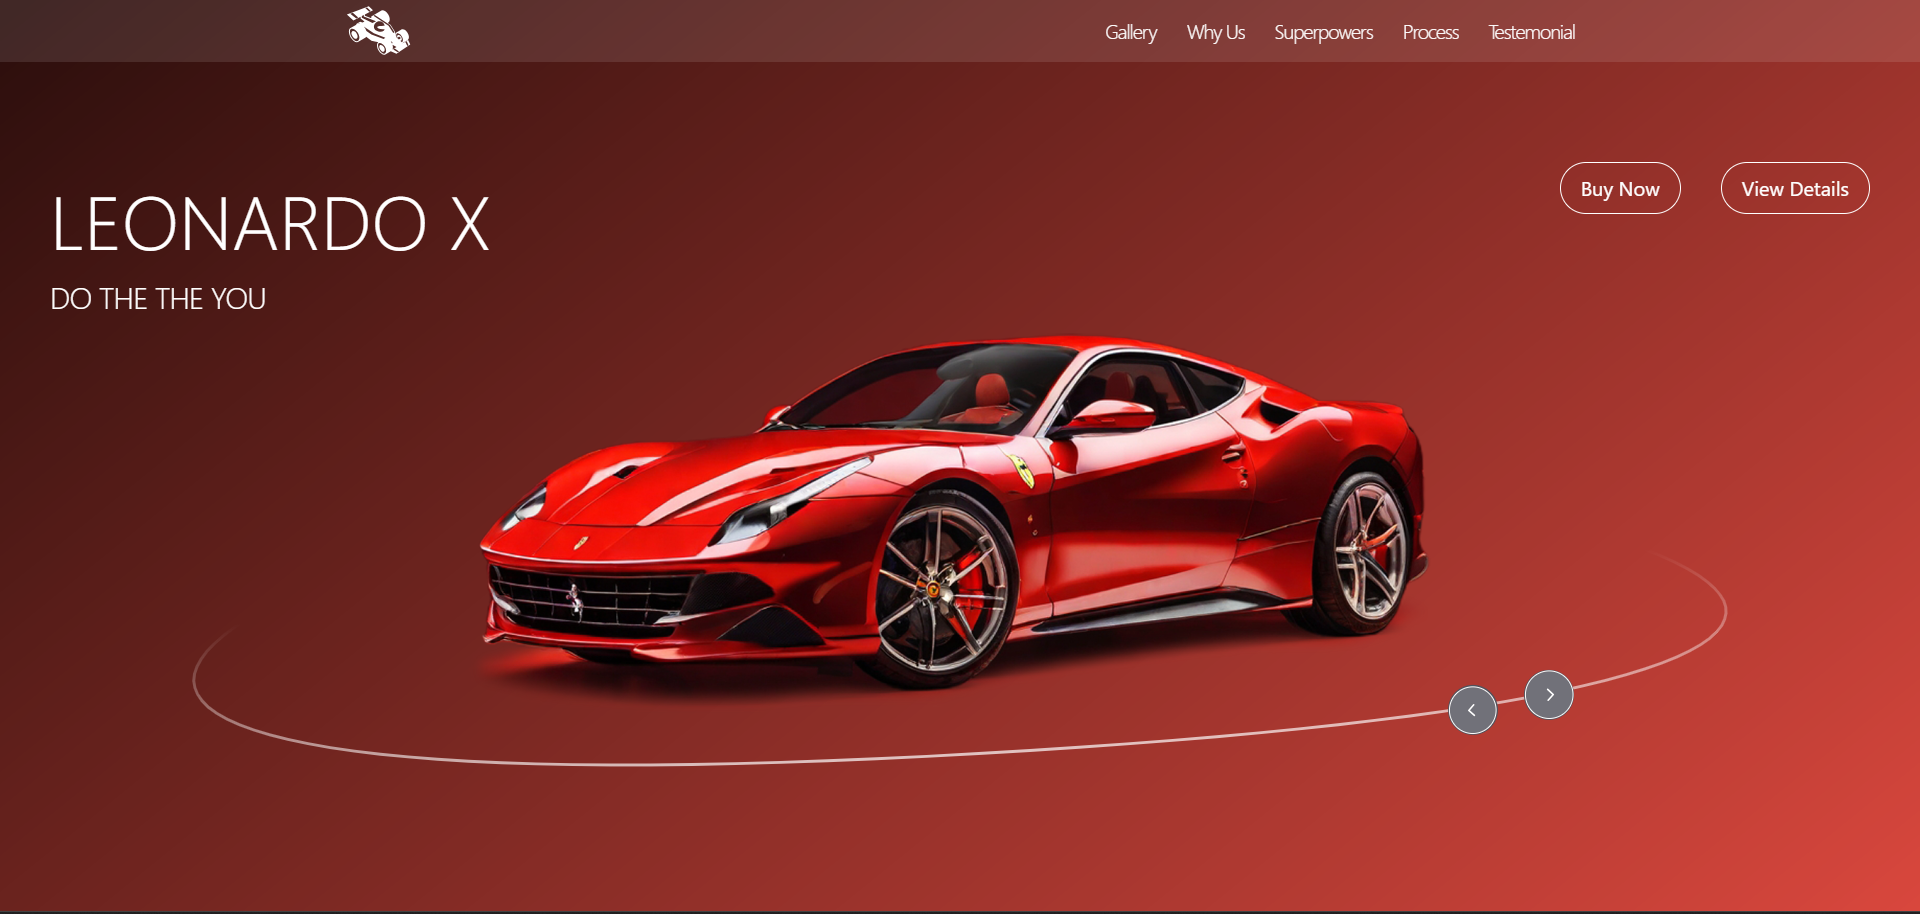 Gallery Why Us Superpowers Process Testemonial
Buy Now View Details
LEONARDO X
DO THE THE YOU